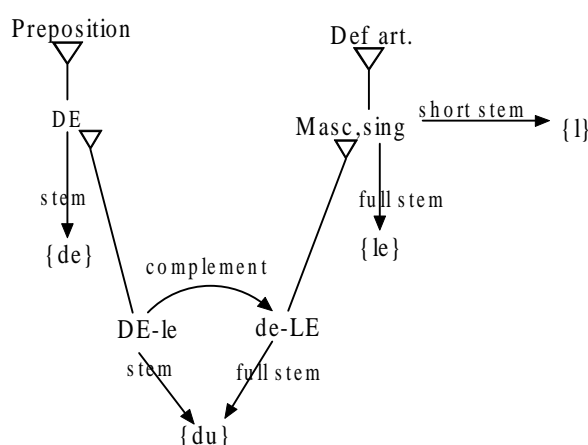 Preposition
Def art.
DE
Masc,sing
short stem
{l}
stem
full stem
{de}
{le}
complement
DE-le
de-LE
stem
full stem
{du}